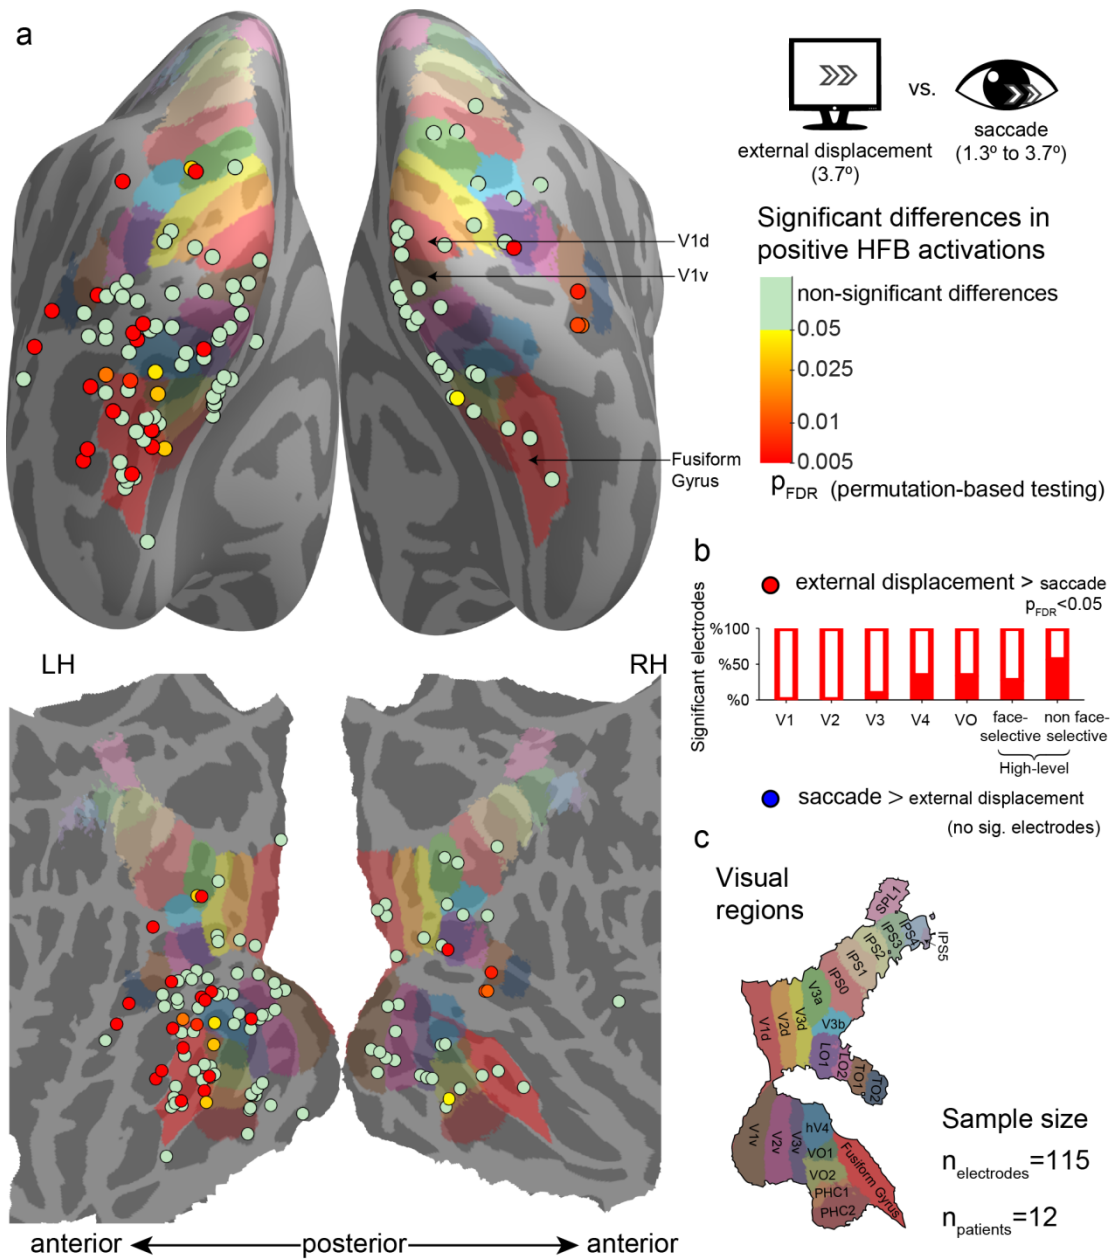 a
external displacement
(3.7º)
vs.
saccade
(1.3º to 3.7º)
Significant differences in
positive HFB activations
non-significant differences
0.05
0.025
0.01
0.005
pFDR (permutation-based testing)
V1d
V1v
Fusiform
Gyrus
LH
RH
anterior
posterior
anterior
b
external displacement > saccade
pFDR<0.05
Significant electrodes
%100
%50
%0
V1
V2
V3
V4
VO
face-
selective
non face-
selective
High-level
saccade > external displacement
(no sig. electrodes)
c
Visual
regions
SPL1
IPS5
IPS4
IPS3
IPS2
IPS1
IPS0
V3a
V3b
V1d
V2d
V3d
LO1
LO2
TO1
TO2
V1v
V2v
V3v
hV4
VO1
VO2
PHC1
PHC2
Fusiform Gyrus
Sample size
nelectrodes=115
npatients=12